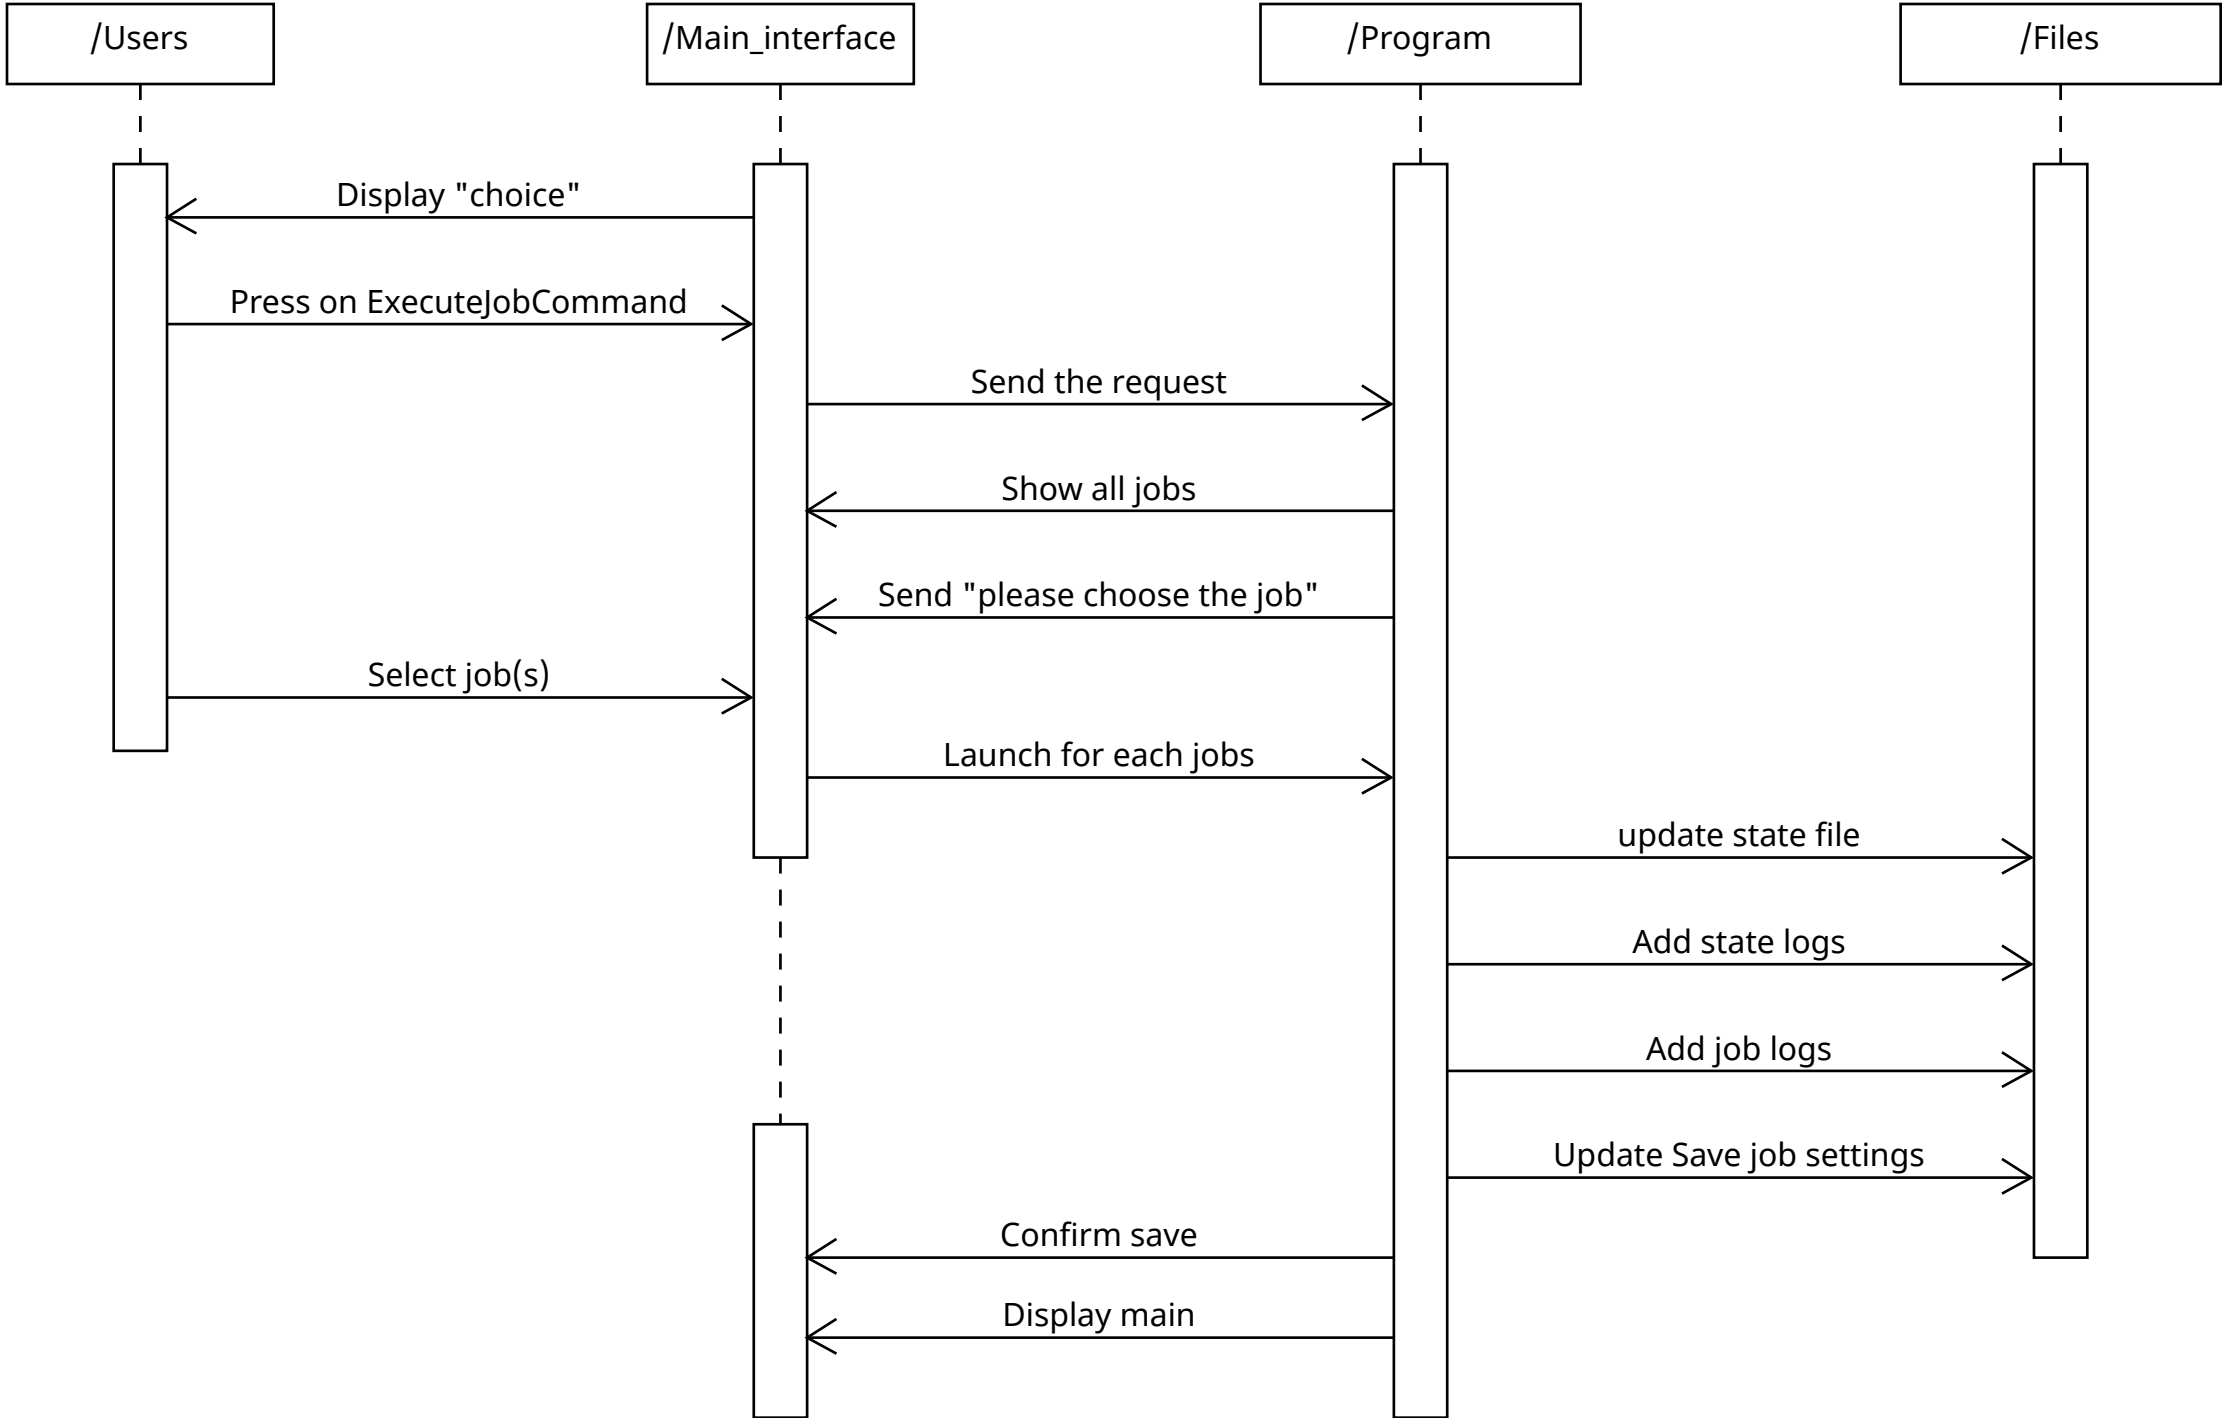 /Users
/Main_interface
/Program
/Files
Display "choice"
Press on ExecuteJobCommand
Send the request
Show all jobs
Send "please choose the job"
Select job(s)
Launch for each jobs
update state file
Add state logs
Add job logs
Update Save job settings
Confirm save
Display main